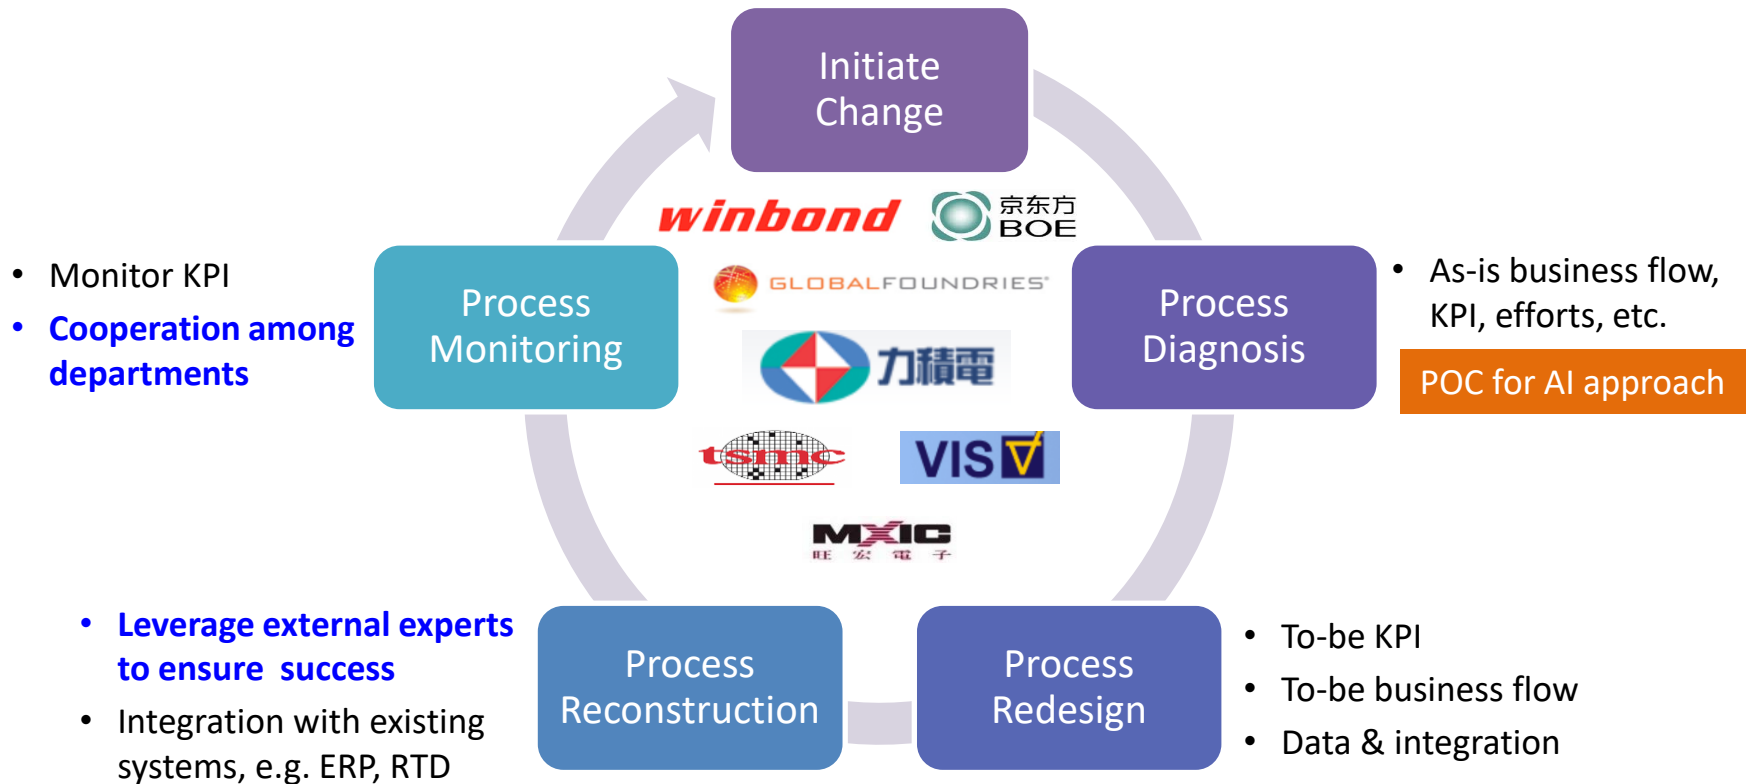 Initiate
Change
winbond
京东方
BOE
GLOBALFOUNDRIES®
力積電
tsmc
VIS
MXIC
旺宏電子
Process
Diagnosis
• As-is business flow,
KPI, efforts, etc.
POC for AI approach
Process
Redesign
• To-be KPI
• To-be business flow
• Data & integration
Process
Reconstruction
• Leverage external experts
to ensure success
• Integration with existing
systems, e.g. ERP, RTD
Process
Monitoring
• Monitor KPI
• Cooperation among
departments